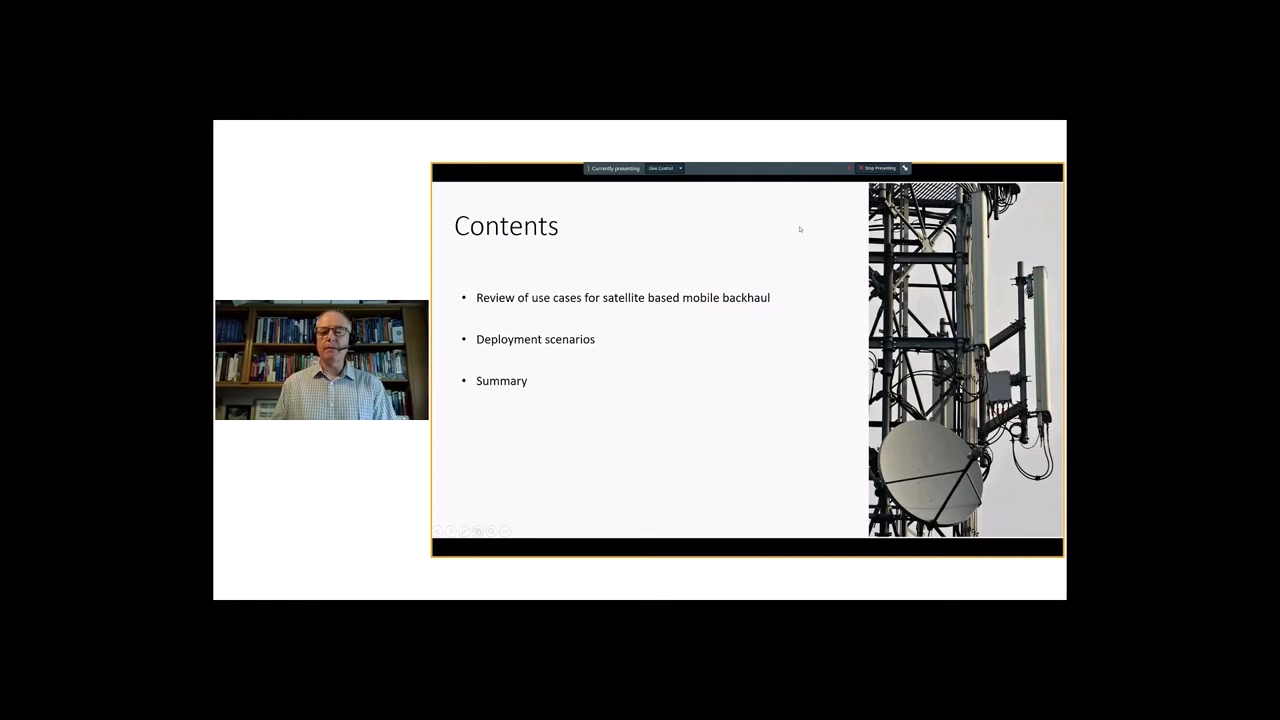 Currently presenting
Give Control
Stop Presenting
Contents
• Review of use cases for satellite based mobile backhaul
• Deployment scenarios
• Summary